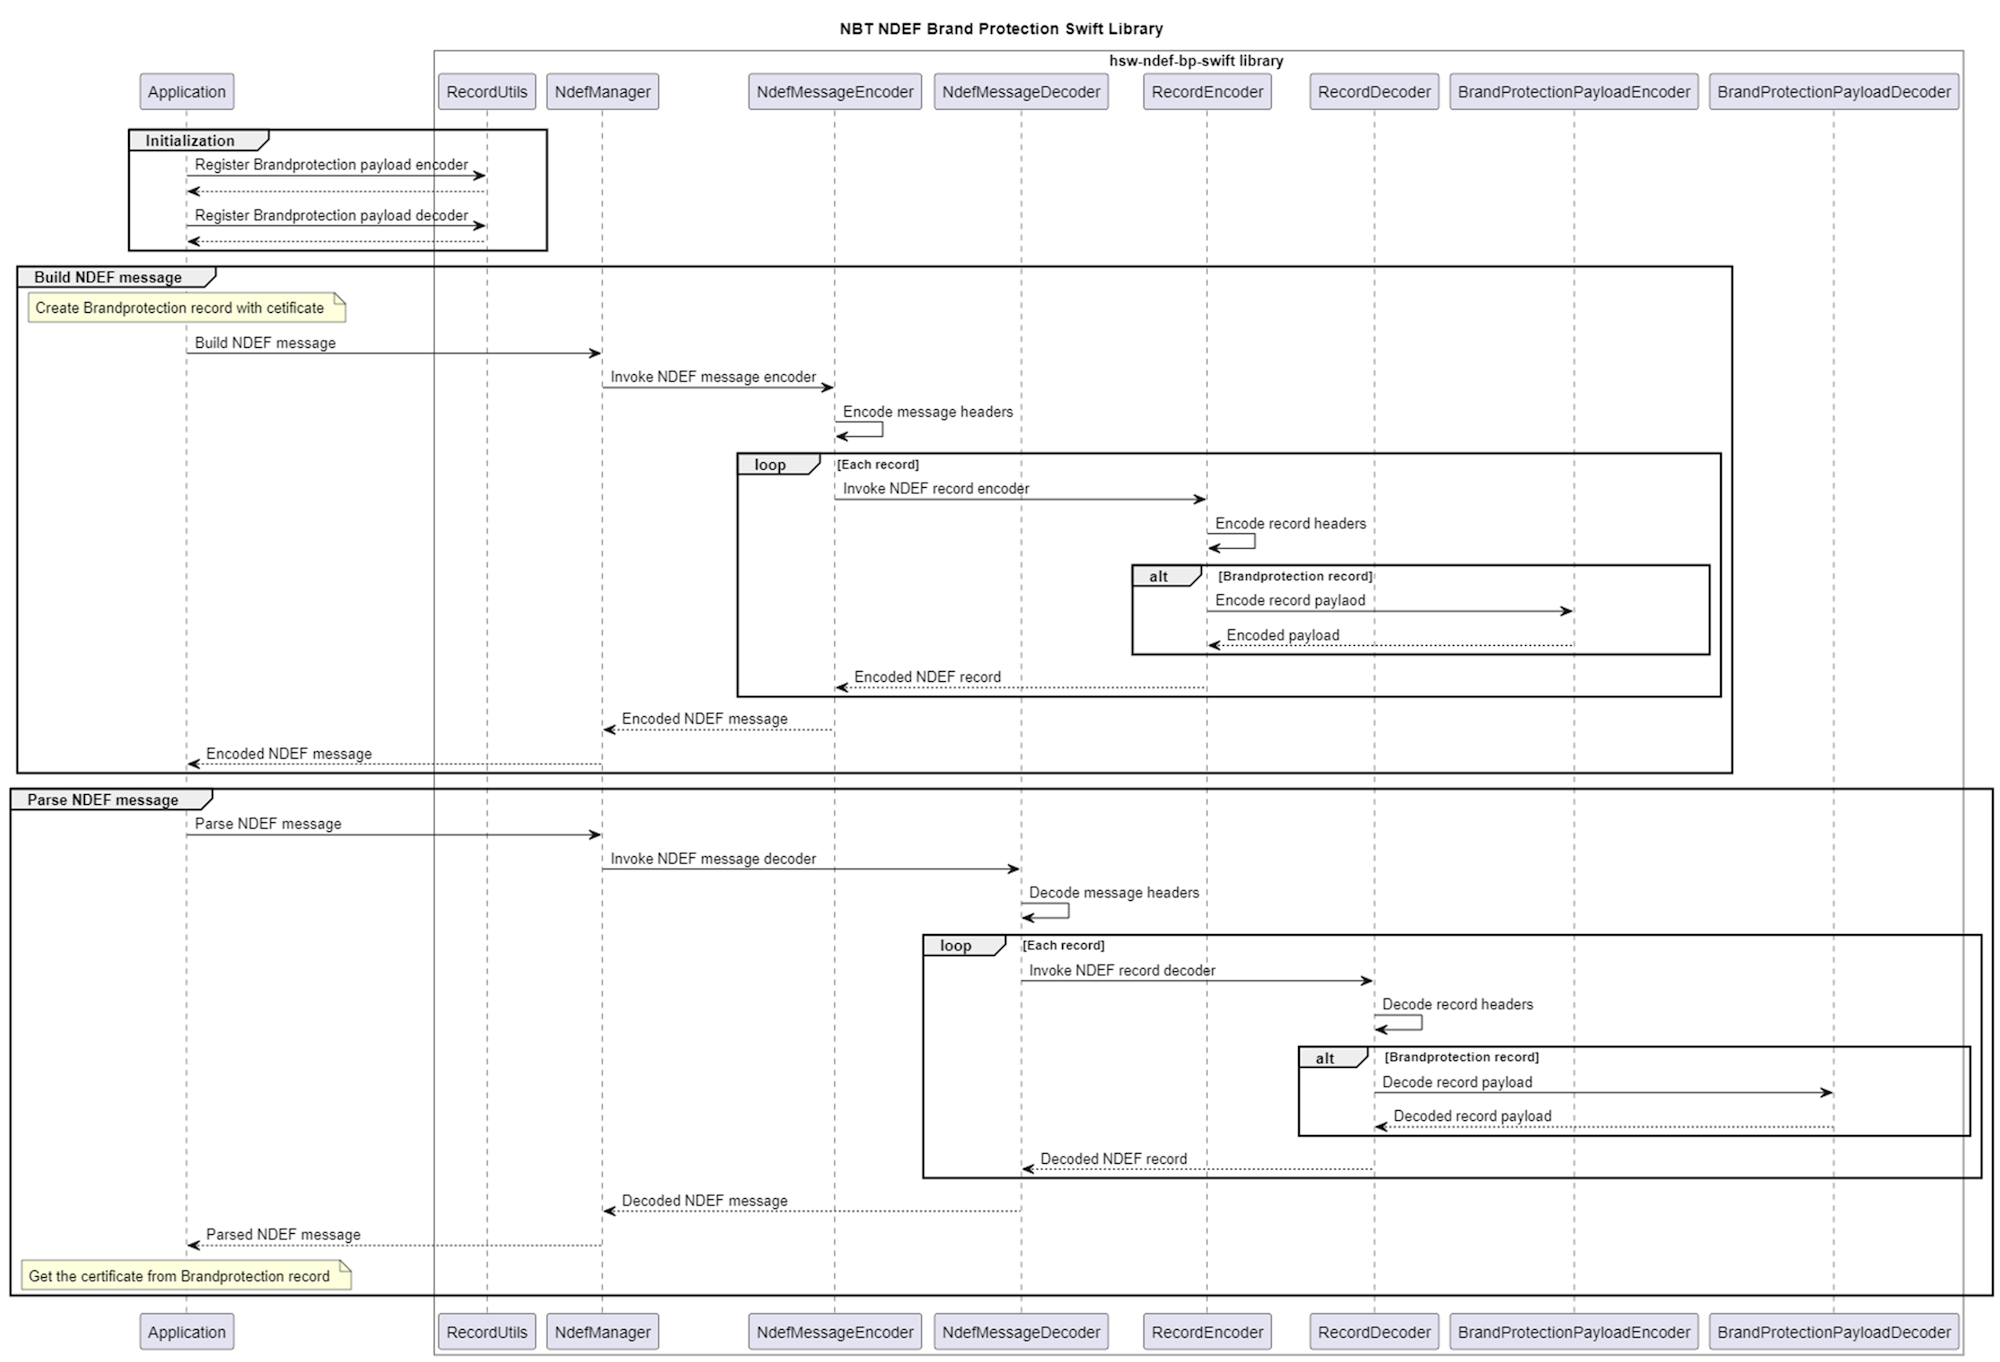 NBT NDEF Brand Protection Swift Library
hsw-ndef-bp-swift library
Application
RecordUtils
NdefManager
NdefMessageEncoder
NdefMessageDecoder
RecordEncoder
RecordDecoder
BrandProtectionPayloadEncoder
BrandProtectionPayloadDecoder
Initialization
Register Brandprotection payload encoder
Register Brandprotection payload decoder
Build NDEF message
Create Brandprotection record with cetificate
Build NDEF message
Invoke NDEF message encoder
Encode message headers
loop
[Each record]
Invoke NDEF record encoder
Encode record headers
alt
[Brandprotection record]
Encode record paylaod
Encoded payload
Encoded NDEF record
Encoded NDEF message
Encoded NDEF message
Parse NDEF message
Parse NDEF message
Invoke NDEF message decoder
Decode message headers
loop
[Each record]
Invoke NDEF record decoder
Decode record headers
alt
[Brandprotection record]
Decode record payload
Decoded record payload
Decoded NDEF record
Decoded NDEF message
Parsed NDEF message
Get the certificate from Brandprotection record
Application
RecordUtils
NdefManager
NdefMessageEncoder
NdefMessageDecoder
RecordEncoder
RecordDecoder
BrandProtectionPayloadEncoder
BrandProtectionPayloadDecoder